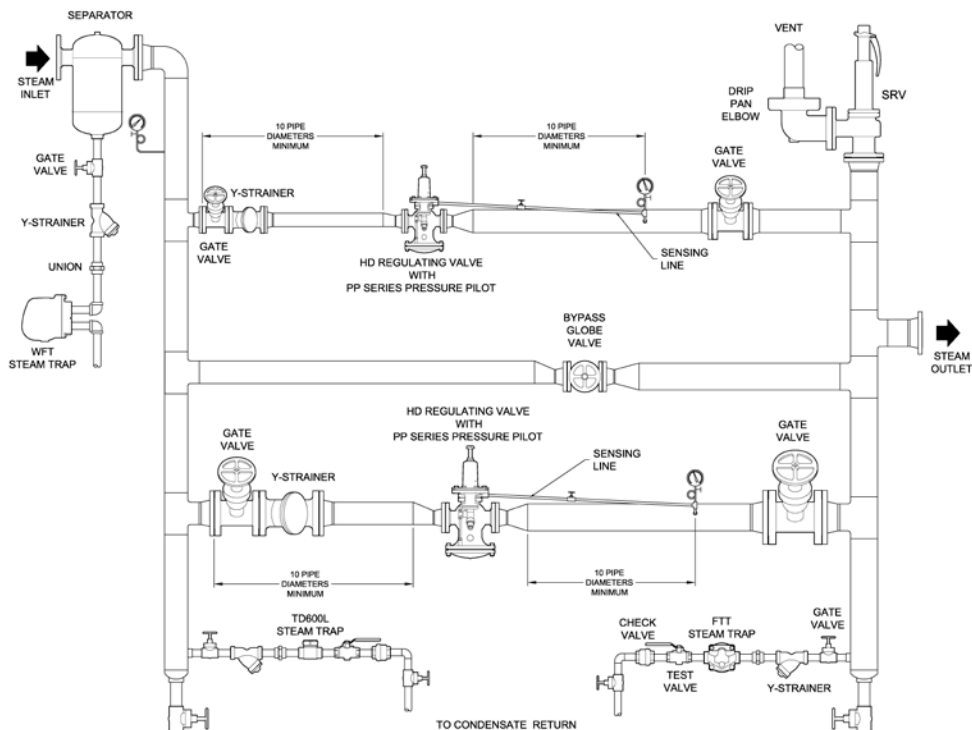 SEPARATOR
STEAM
INLET
VENT
DRIP
PAN
ELBOW
SRV
10 PIPE
DIAMETERS
MINIMUM
10 PIPE
DIAMETERS
MINIMUM
GATE
VALVE
GATE
VALVE
Y-STRAINER
Y-STRAINER
GATE
VALVE
SENSING
LINE
HD REGULATING VALVE
WITH
PP SERIES PRESSURE PILOT
UNION
WFT
STEAM TRAP
BYPASS
GLOBE
VALVE
STEAM
OUTLET
HD REGULATING VALVE
WITH
PP SERIES PRESSURE PILOT
GATE
VALVE
Y-STRAINER
SENSING
LINE
GATE
VALVE
10 PIPE
DIAMETERS
MINIMUM
10 PIPE
DIAMETERS
MINIMUM
TD600L
STEAM TRAP
CHECK
VALVE
FTT
STEAM TRAP
GATE
VALVE
TEST
VALVE
Y-STRAINER
TO CONDENSATE RETURN